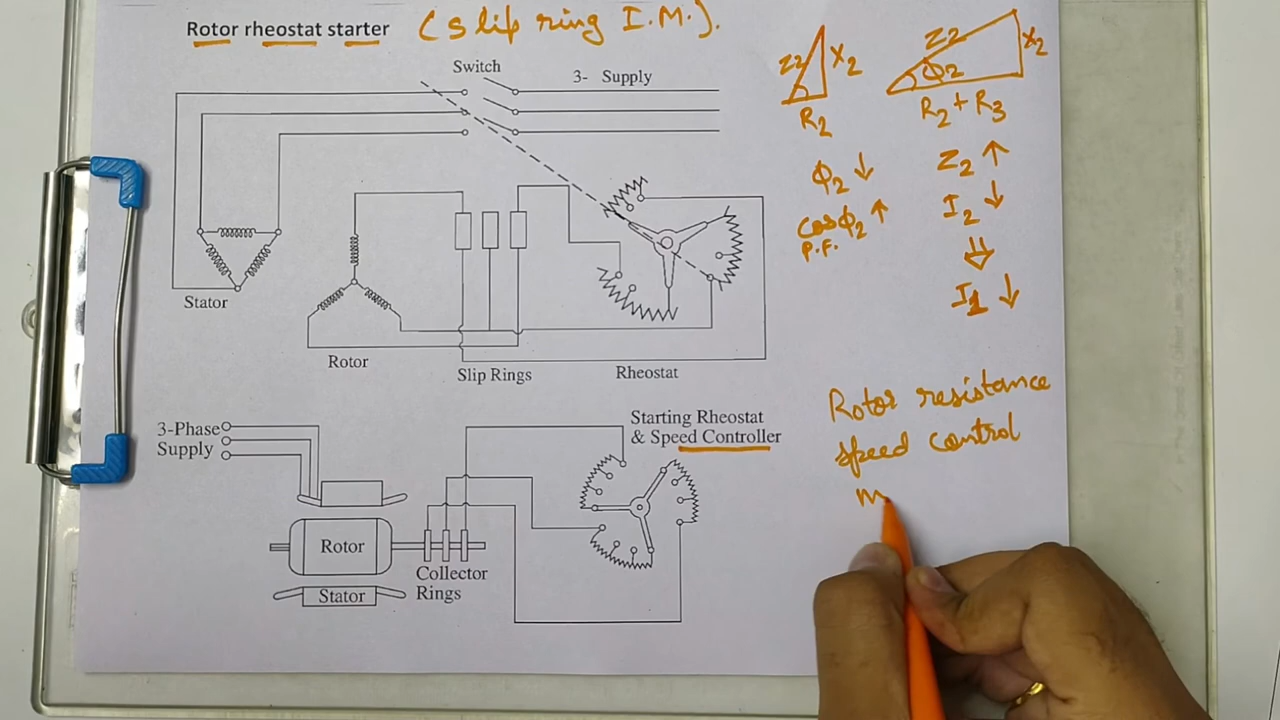 Rotor rheostat starter (slip ring I.M.).
Switch
3- Supply
Stator
Rotor
Slip Rings
Rheostat
3-Phase
Supply
Starting Rheostat
& Speed Controller
Rotor
Stator
Collector
Rings
Z2 X2
R2
Z2 X2
Φ2
R2 + R3
Φ2 ↓
cosΦ2 ↑
P.F.
Z2 ↑
I2 ↓
⇓
I1 ↓
Rotor resistance
speed control
m